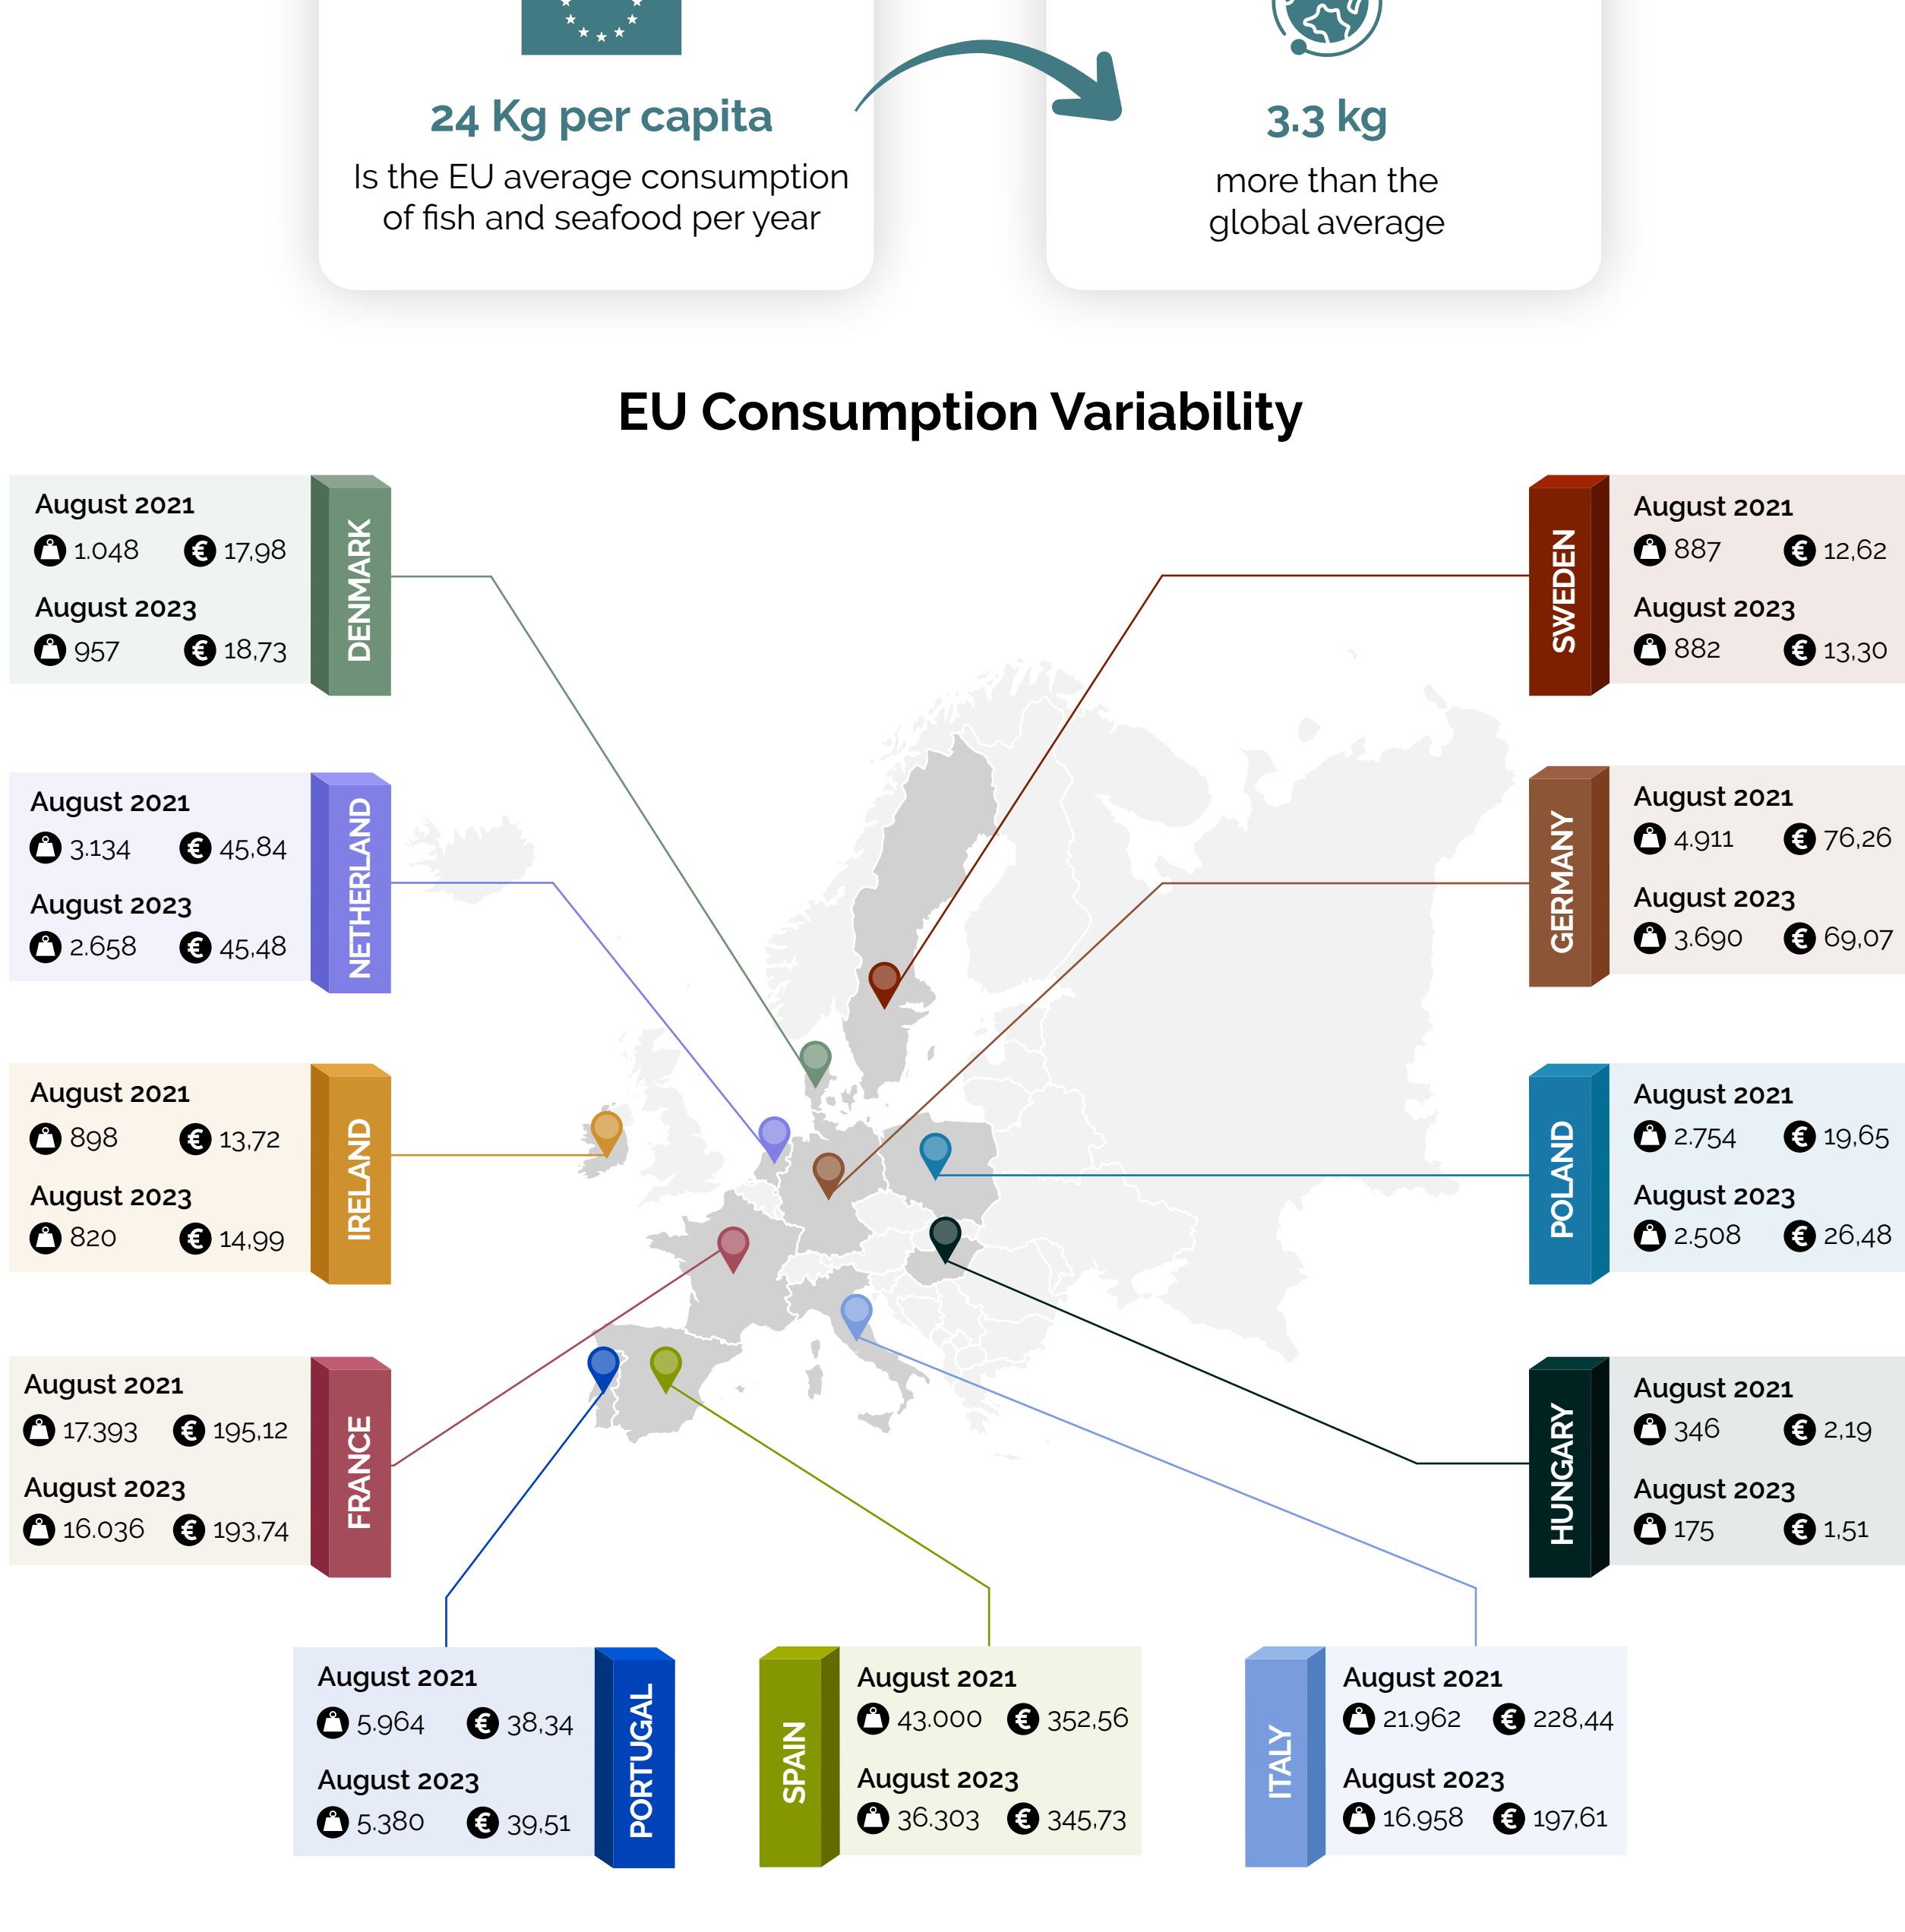 24 Kg per capita
Is the EU average consumption
of fish and seafood per year
3.3 kg
more than the
global average
EU Consumption Variability
DENMARK
August 2021
1.048 € 17,98
August 2023
957 € 18,73
SWEDEN
August 2021
887 € 12,62
August 2023
882 € 13,30
NETHERLAND
August 2021
3.134 € 45,84
August 2023
2.658 € 45,48
GERMANY
August 2021
4.911 € 76,26
August 2023
3.690 € 69,07
IRELAND
August 2021
898 € 13,72
August 2023
820 € 14,99
POLAND
August 2021
2.754 € 19,65
August 2023
2.508 € 26,48
FRANCE
August 2021
17.393 € 195,12
August 2023
16.036 € 193,74
HUNGARY
August 2021
346 € 2,19
August 2023
175 € 1,51
PORTUGAL
August 2021
5.964 € 38,34
August 2023
5.380 € 39,51
SPAIN
August 2021
43.000 € 352,56
August 2023
36.303 € 345,73
ITALY
August 2021
21.962 € 228,44
August 2023
16.958 € 197,61